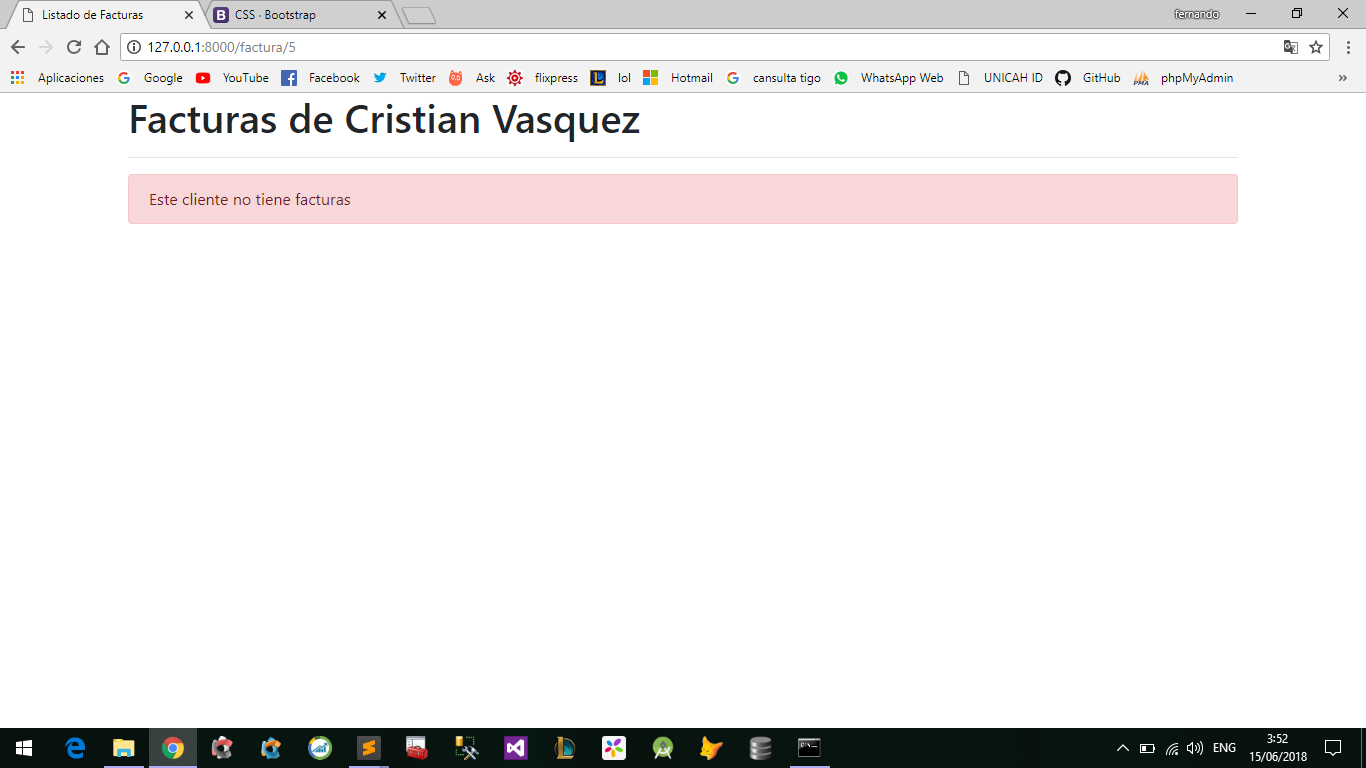 Listado de Facturas
CSS · Bootstrap
fernando
127.0.0.1:8000/factura/5
Aplicaciones
Google
YouTube
Facebook
Twitter
Ask
flixpress
lol
Hotmail
cansulta tigo
WhatsApp Web
UNICAH ID
GitHub
phpMyAdmin
»
Facturas de Cristian Vasquez
Este cliente no tiene facturas
ENG
3:52
15/06/2018